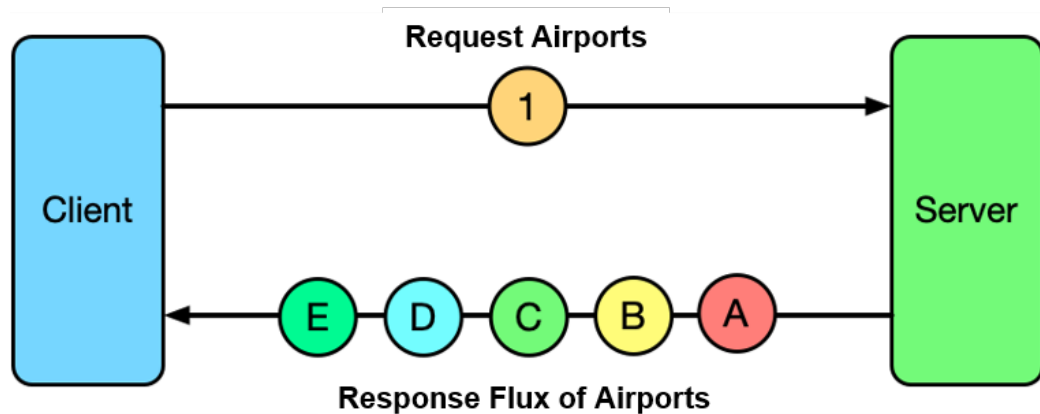 Request Airports
1
Client
Server
E D C B A
Response Flux of Airports